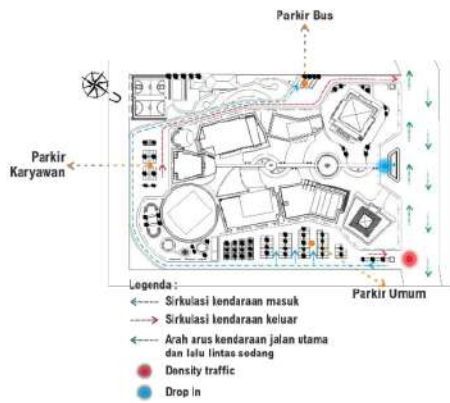 Parkir Bus
Parkir
Karyawan
Parkir Umum
Legenda :
Sirkulasi kendaraan masuk
Sirkulasi kendaraan keluar
Arah arus kendaraan jalan utama
dan lalu lintas sedang
Density traffic
Drop in